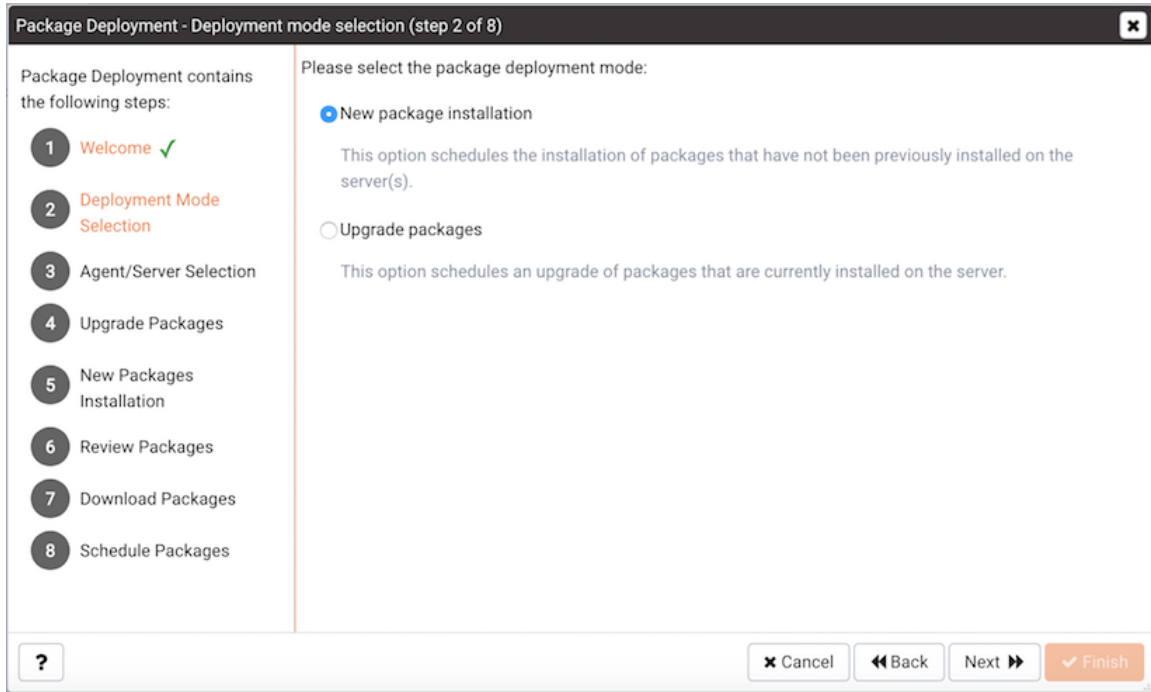 Package Deployment - Deployment mode selection (step 2 of 8)
Package Deployment contains
the following steps:
1 Welcome
2 Deployment Mode
Selection
3 Agent/Server Selection
4 Upgrade Packages
5 New Packages
Installation
6 Review Packages
7 Download Packages
8 Schedule Packages
Please select the package deployment mode:
New package installation
This option schedules the installation of packages that have not been previously installed on the
server(s).
Upgrade packages
This option schedules an upgrade of packages that are currently installed on the server.
? Cancel Back Next Finish